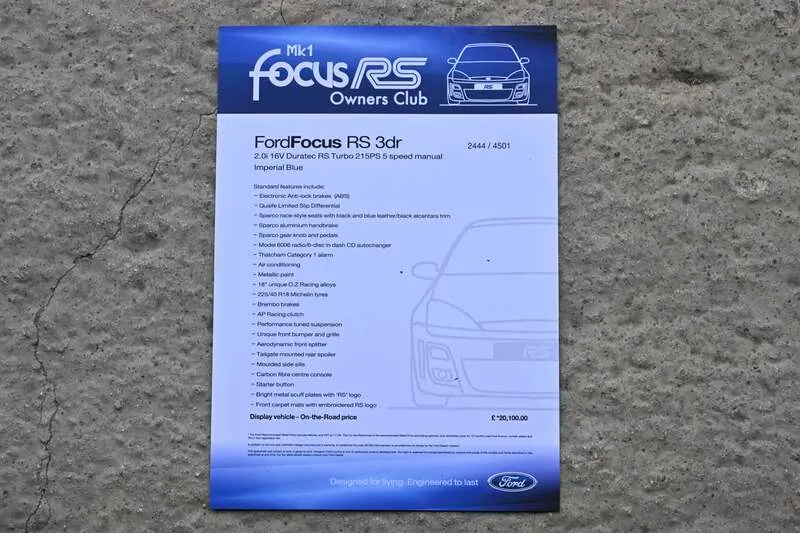 Mk1
focus RS
Owners Club
RS
FordFocus RS 3dr
2444 / 4501
2.0i 16V Duratec RS Turbo 215PS 5 speed manual
Imperial Blue
Standard features include:
~ Electronic Anti-lock brakes. (ABS)
~ Quaife Limited Slip Differential
~ Sparco race-style seats with black and blue leather/black alcantara trim
~ Sparco aluminium handbrake
~ Sparco gear knob and pedals
~ Model 6006 radio/6-disc in dash CD autochanger
~ Thatcham Category 1 alarm
~ Air conditioning
~ Metallic paint
~ 18" unique O.Z Racing alloys
~ 225/40 R18 Michelin tyres
~ Brembo brakes
~ AP Racing clutch
~ Performance tuned suspension
~ Unique front bumper and grille
~ Aerodynamic front splitter
~ Tailgate mounted rear spoiler
~ Moulded side sills
~ Carbon fibre centre console
~ Starter button
~ Bright metal scuff plates with 'RS' logo
~ Front carpet mats with embroidered RS logo
Display vehicle - On-the-Road price
£ *20,100.00
Designed for living. Engineered to last
Ford